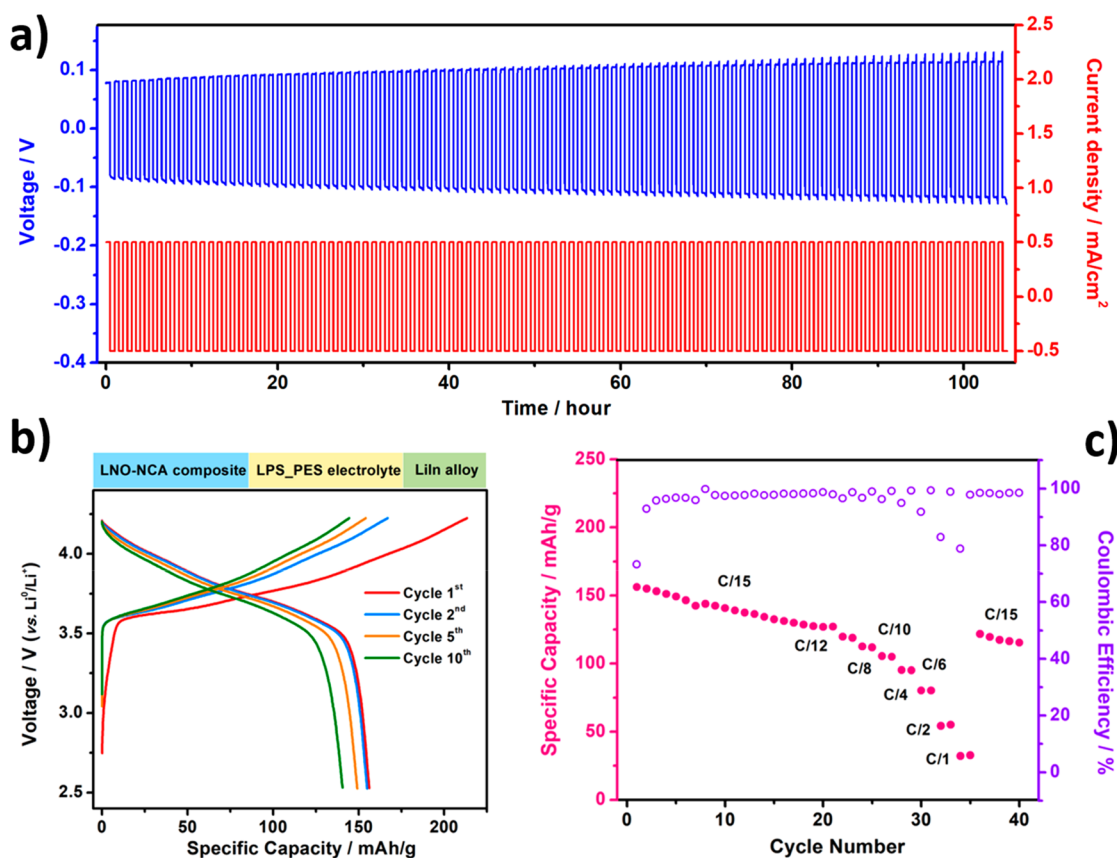 a)
0.1
0.0
-0.1
-0.2
-0.3
-0.4
Voltage / V
2.5
2.0
1.5
1.0
0.5
0.0
-0.5
Current density / mA/cm²
0 20 40 60 80 100
Time / hour
b)
LNO-NCA composite LPS_PES electrolyte LiIn alloy
4.0
3.5
3.0
2.5
Voltage / V (vs. Li⁰/Li⁺)
Cycle 1st
Cycle 2nd
Cycle 5th
Cycle 10th
0 50 100 150 200
Specific Capacity / mAh/g
c)
250
200
150
100
50
0
Specific Capacity / mAh/g
C/15
C/12
C/10
C/8
C/6
C/4
C/2
C/1
C/15
100
80
60
40
20
0
Coulombic Efficiency / %
0 10 20 30 40
Cycle Number